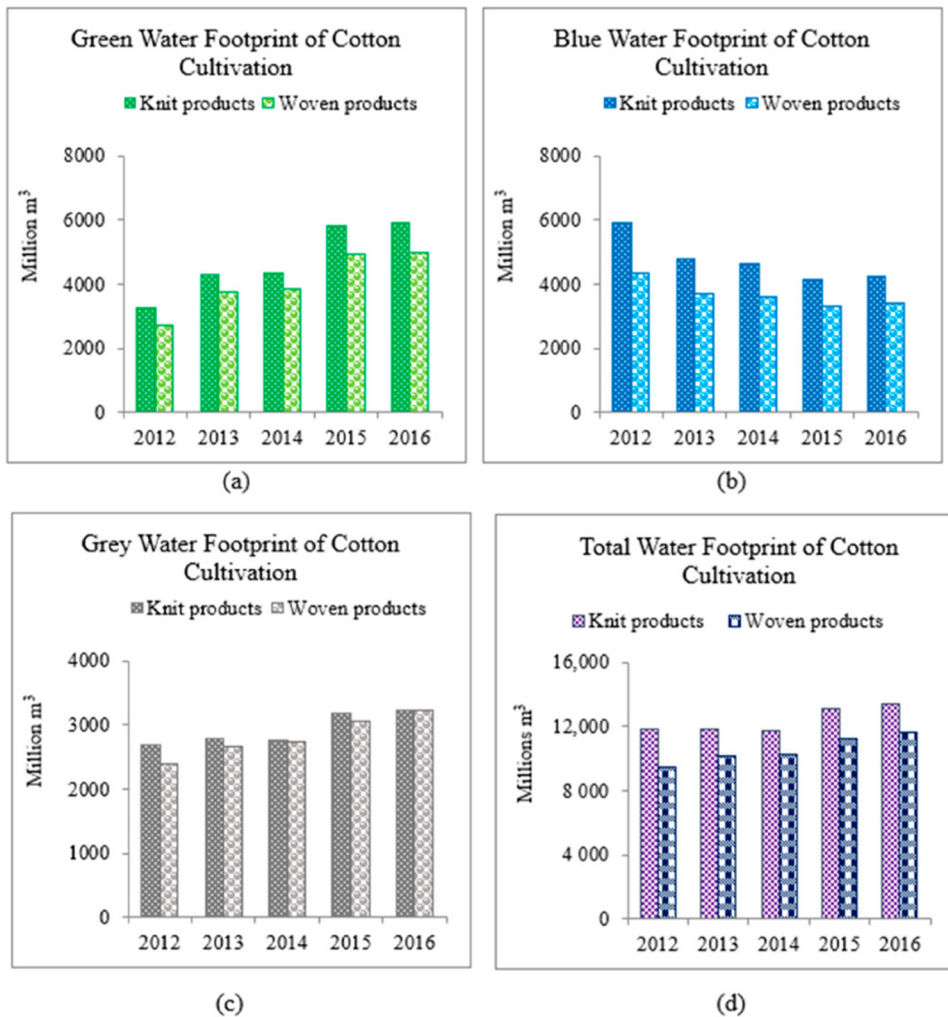 Green Water Footprint of Cotton
Cultivation
Knit products Woven products
Million m³
8000
6000
4000
2000
0
2012 2013 2014 2015 2016
(a)
Blue Water Footprint of Cotton
Cultivation
Knit products Woven products
Million m³
8000
6000
4000
2000
0
2012 2013 2014 2015 2016
(b)
Grey Water Footprint of Cotton
Cultivation
Knit products Woven products
Million m³
4000
3000
2000
1000
0
2012 2013 2014 2015 2016
(c)
Total Water Footprint of Cotton
Cultivation
Knit products Woven products
Millions m³
16,000
12,000
8 000
4 000
0
2012 2013 2014 2015 2016
(d)